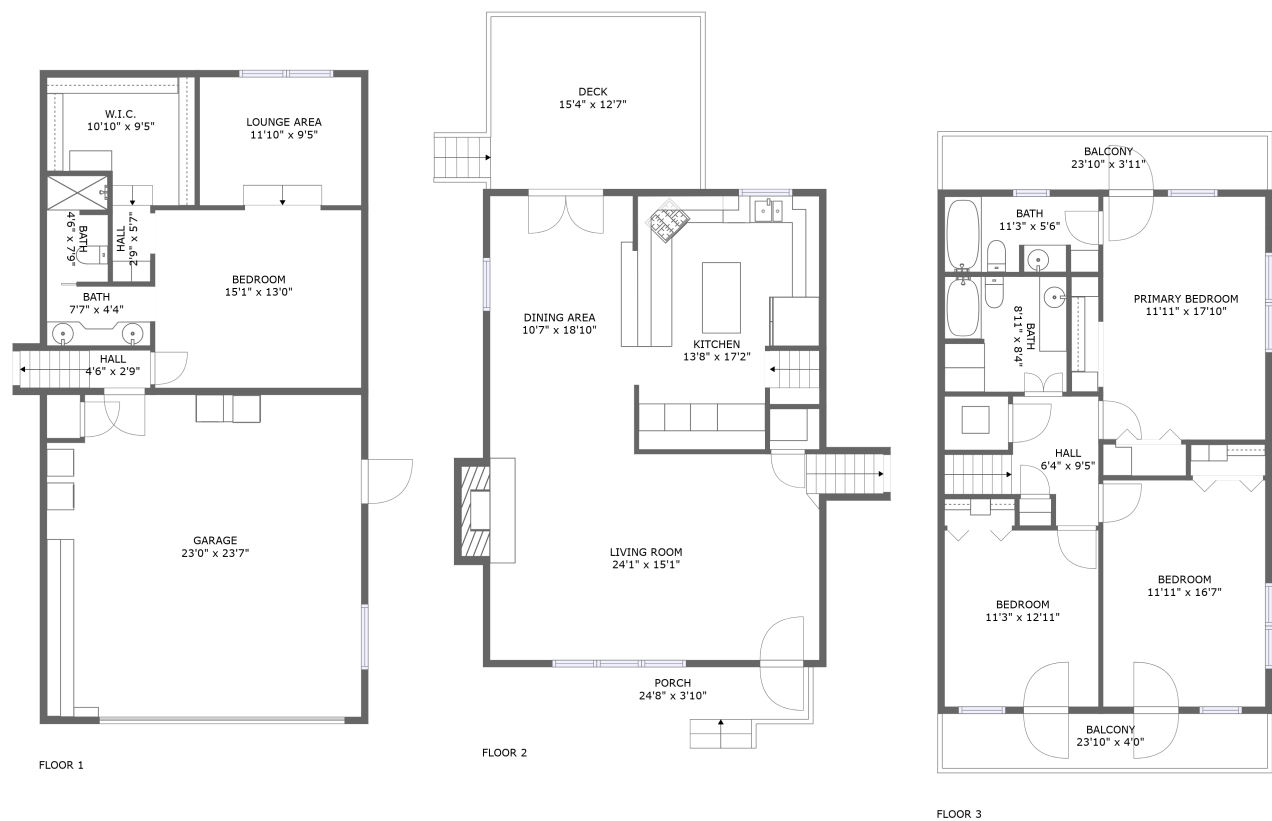 W.I.C.
10'10" x 9'5"
LOUNGE AREA
11'10" x 9'5"
BATH
4'6" x 7'9"
HALL
2'9" x 5'7"
BEDROOM
15'1" x 13'0"
BATH
7'7" x 4'4"
HALL
4'6" x 2'9"
GARAGE
23'0" x 23'7"
FLOOR 1
DECK
15'4" x 12'7"
DINING AREA
10'7" x 18'10"
KITCHEN
13'8" x 17'2"
LIVING ROOM
24'1" x 15'1"
PORCH
24'8" x 3'10"
FLOOR 2
BALCONY
23'10" x 3'11"
BATH
11'3" x 5'6"
PRIMARY BEDROOM
11'11" x 17'10"
BATH
8'11" x 8'4"
HALL
6'4" x 9'5"
BEDROOM
11'3" x 12'11"
BEDROOM
11'11" x 16'7"
BALCONY
23'10" x 4'0"
FLOOR 3